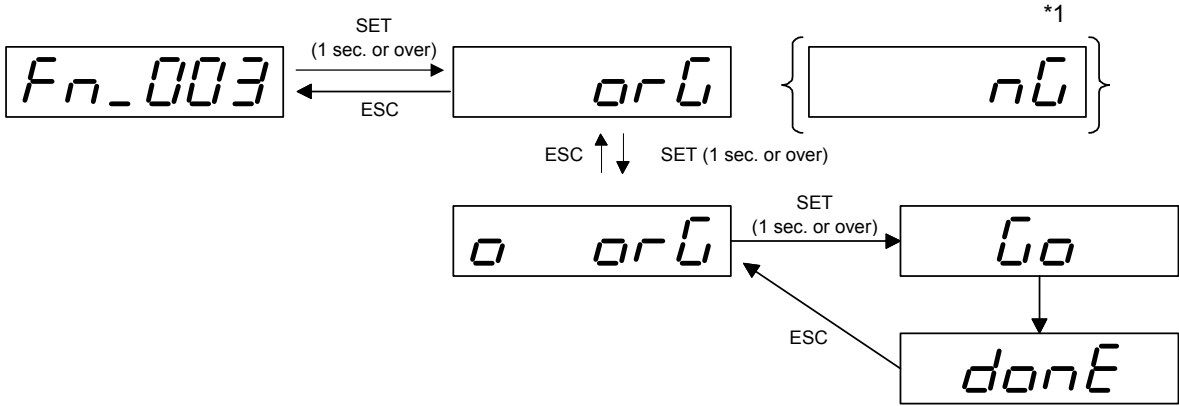 *1
SET
(1 sec. or over)
Fn_003
orG
nG
ESC
ESC
SET (1 sec. or over)
o orG
SET
(1 sec. or over)
Go
ESC
donE